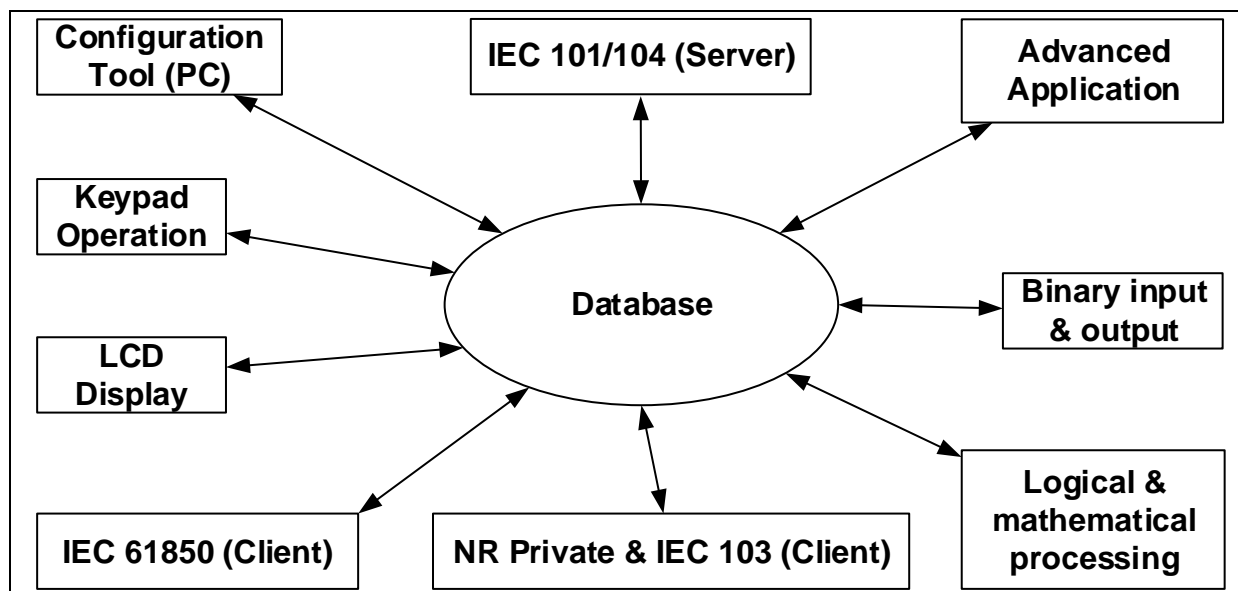 Configuration
Tool (PC)
IEC 101/104 (Server)
Advanced
Application
Keypad
Operation
Database
Binary input
& output
LCD
Display
IEC 61850 (Client)
NR Private & IEC 103 (Client)
Logical &
mathematical
processing